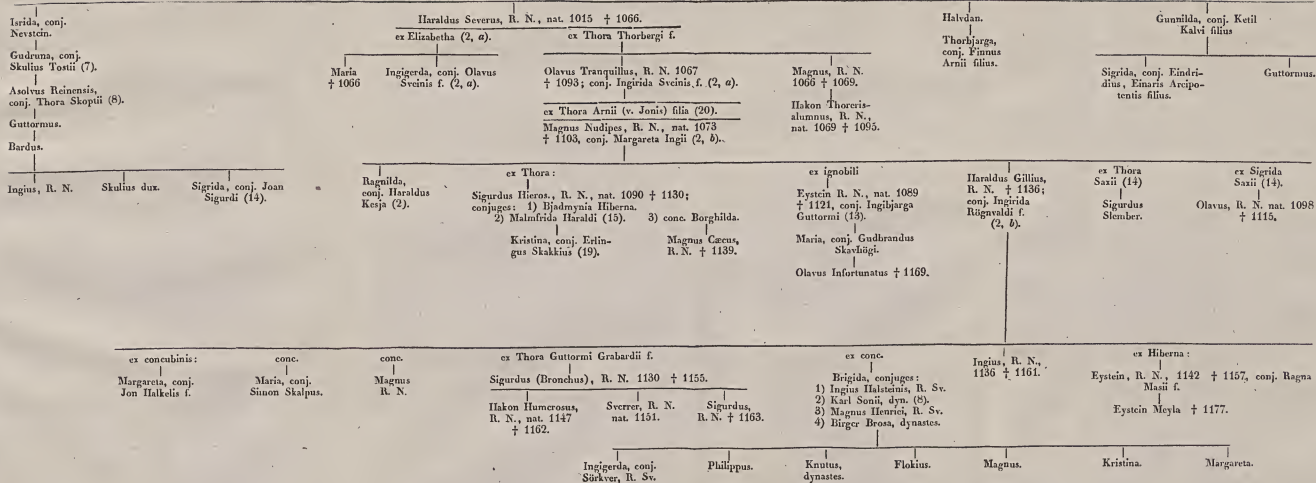 Isrida, conj.
Nevstein.
Gudruna, conj.
Skulius Tostii (7).
Asolvus Reinensis,
conj. Thora Skoptii (8).
Guttormus.
Bardus.
Ingius, R. N.
Skulius dux.
Sigrida, conj. Joan
Sigurdi (14).
Haraldus Severus, R. N., nat. 1015 † 1066.
ex Elizabetha (2, a).
ex Thora Thorbergi f.
Maria
† 1066
Ingigerda, conj. Olavus
Sveinis f. (2, a).
Olavus Tranquillus, R. N. 1067
† 1093; conj. Ingirida Sveinis f. (2, a).
ex Thora Arnii (v. Jonis) filia (20).
Magnus Nudipes, R. N., nat. 1073
† 1103, conj. Margareta Ingii (2, b).
Magnus, R. N.
1066 † 1069.
Hakon Thoreris-
alumnus, R. N.,
nat. 1069 † 1095.
Halvdan.
Thorbjarga,
conj. Finnus
Arnii filius.
Gunnilda, conj. Ketil
Kalvi filius
Sigrida, conj. Eindri-
dius, Einaris Arcipo-
tentis filius.
Guttormus.
Ragnilda,
conj. Haraldus
Kesja (2).
ex Thora:
Sigurdus Hieros., R. N., nat. 1090 † 1130;
conjuges: 1) Bjadmynia Hiberna.
2) Malmfrida Haraldi (15). 3) conc. Borghilda.
Kristina, conj. Erlin-
gus Skakkius (19).
Magnus Cæcus,
R. N. † 1139.
ex ignobili
Eystein R. N., nat. 1089
† 1121, conj. Ingibjarga
Guttormi (13).
Maria, conj. Gudbrandus
Skavhögi.
Olavus Infortunatus † 1169.
Haraldus Gillius,
R. N. † 1136;
conj. Ingirida
Rögnvaldi f.
(2, b).
ex Thora
Saxii (14)
Sigurdus
Slember.
ex Sigrida
Saxii (14).
Olavus, R. N. nat. 1098
† 1115.
ex concubinis:
Margareta, conj.
Jon Halkelis f.
conc.
Maria, conj.
Simon Skalpus.
conc.
Magnus
R. N.
ex Thora Guttormi Grabardii f.
Sigurdus (Bronchus), R. N. 1130 † 1155.
Hakon Humerosus,
R. N., nat. 1147
† 1162.
Sverrer, R. N.
nat. 1151.
Sigurdus,
R. N. † 1163.
ex conc.
Brigida, conjuges:
1) Ingius Halsteinis, R. Sv.
2) Karl Sonii, dyn. (8).
3) Magnus Henrici, R. Sv.
4) Birger Brosa, dynastes.
Ingius, R. N.,
1136 † 1161.
ex Hiberna:
Eystein, R. N., 1142 † 1157, conj. Ragna
Masii f.
Eystein Meyla † 1177.
Ingigerda, conj.
Sörkver, R. Sv.
Philippus.
Knutus,
dynastes.
Flokius.
Magnus.
Kristina.
Margareta.